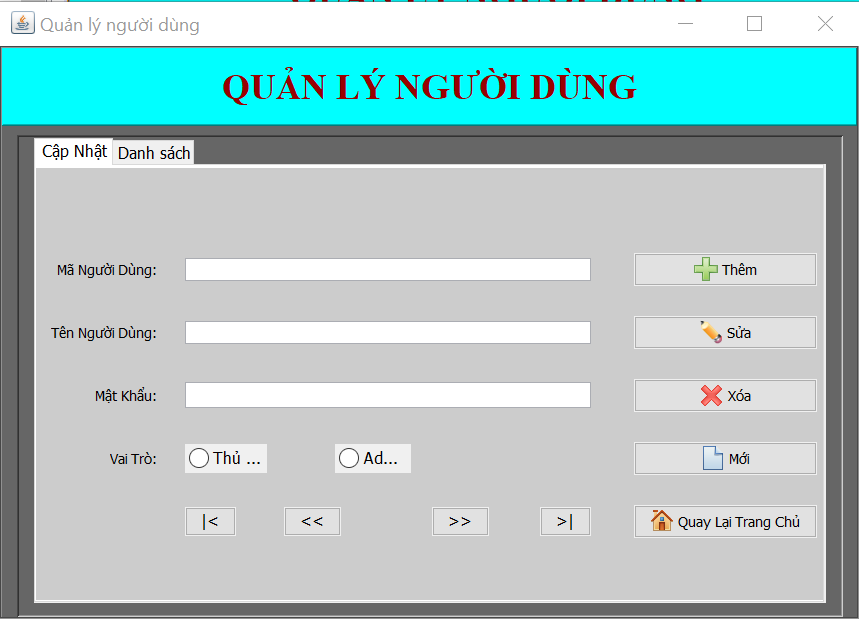 Quản lý người dùng
QUẢN LÝ NGƯỜI DÙNG
Cập Nhật Danh sách
Mã Người Dùng: Thêm
Tên Người Dùng: Sửa
Mật Khẩu: Xóa
Vai Trò: Thủ ... Ad... Mới
|< << >> >| Quay Lại Trang Chủ